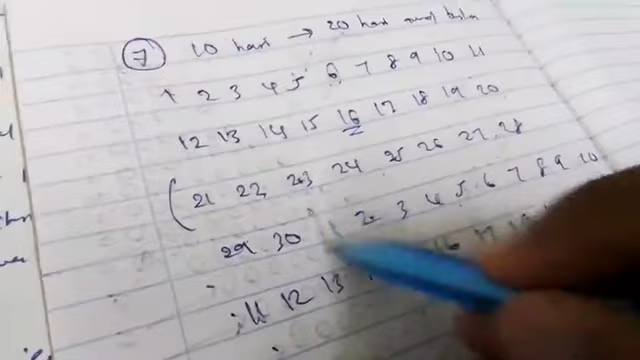 7 10 hari → 20 hari
1 2 3 4 5 6 7 8 9 10 11
12 13 14 15 16 17 18 19 20
(21 22 23 24 25 26 27 28
29 30 1 2 3 4 5 6 7 8 9 10
11 12 13 16 17